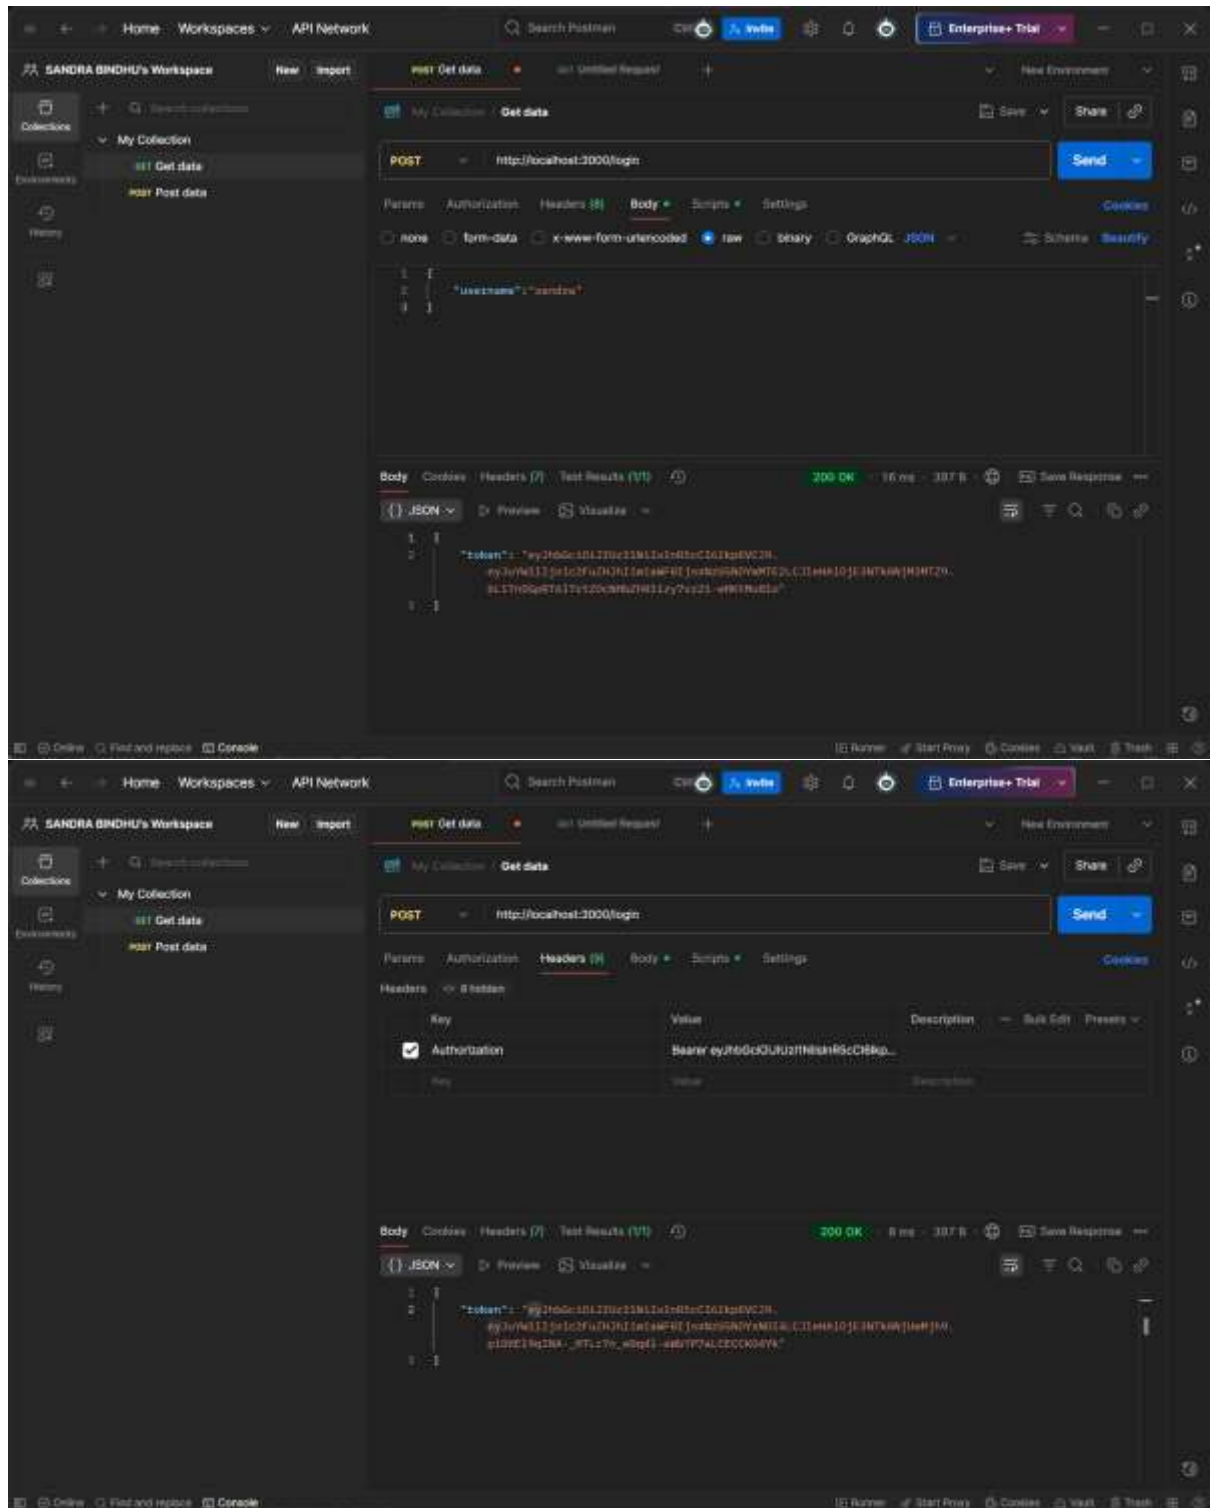 Home Workspaces API Network Search Postman Invite Enterprise+ Trial
SANDRA BINDHU's Workspace New Import POST Get data GET Untitled Request + New Environment
Collections + Search collections My Collection / Get data Save Share
My Collection
GET Get data POST http://localhost:3000/login Send
Environments
POST Post data
History
Params Authorization Headers (8) Body Scripts Settings Cookies
none form-data x-www-form-urlencoded raw binary GraphQL JSON Schema Beautify
1 {
2 "username":"sandra"
3 }
Body Cookies Headers (7) Test Results (1/1) 200 OK 16 ms 397 B Save Response
{} JSON Preview Visualize
1 {
2 "token":
3 }
Online Find and replace Console Runner Start Proxy Cookies Vault Trash
Home Workspaces API Network Search Postman Invite Enterprise+ Trial
SANDRA BINDHU's Workspace New Import POST Get data GET Untitled Request + New Environment
Collections + Search collections My Collection / Get data Save Share
My Collection
GET Get data POST http://localhost:3000/login Send
Environments
POST Post data
History
Params Authorization Headers (9) Body Scripts Settings Cookies
Headers 8 hidden
Key Value Description Bulk Edit Presets
Authorization Bearer
Key Value Description
Body Cookies Headers (7) Test Results (1/1) 200 OK 8 ms 397 B Save Response
{} JSON Preview Visualize
1 {
2 "token":
3 }
Online Find and replace Console Runner Start Proxy Cookies Vault Trash